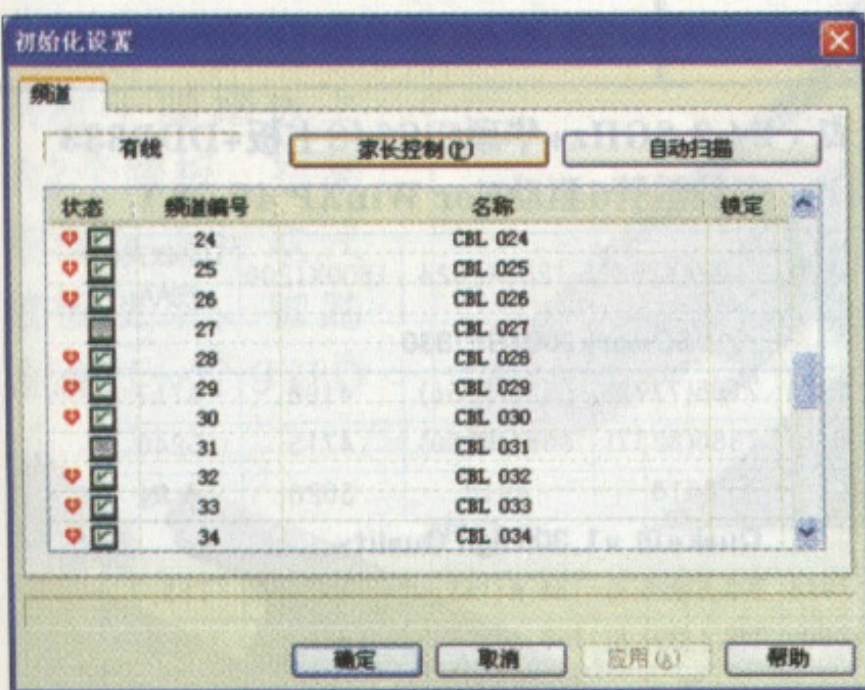 初始化设置
频道
有线 家长控制(P) 自动扫描
状态 频道编号 名称 锁定
24 CBL 024
25 CBL 025
26 CBL 026
27 CBL 027
28 CBL 028
29 CBL 029
30 CBL 030
31 CBL 031
32 CBL 032
33 CBL 033
34 CBL 034
确定 取消 应用(A) 帮助